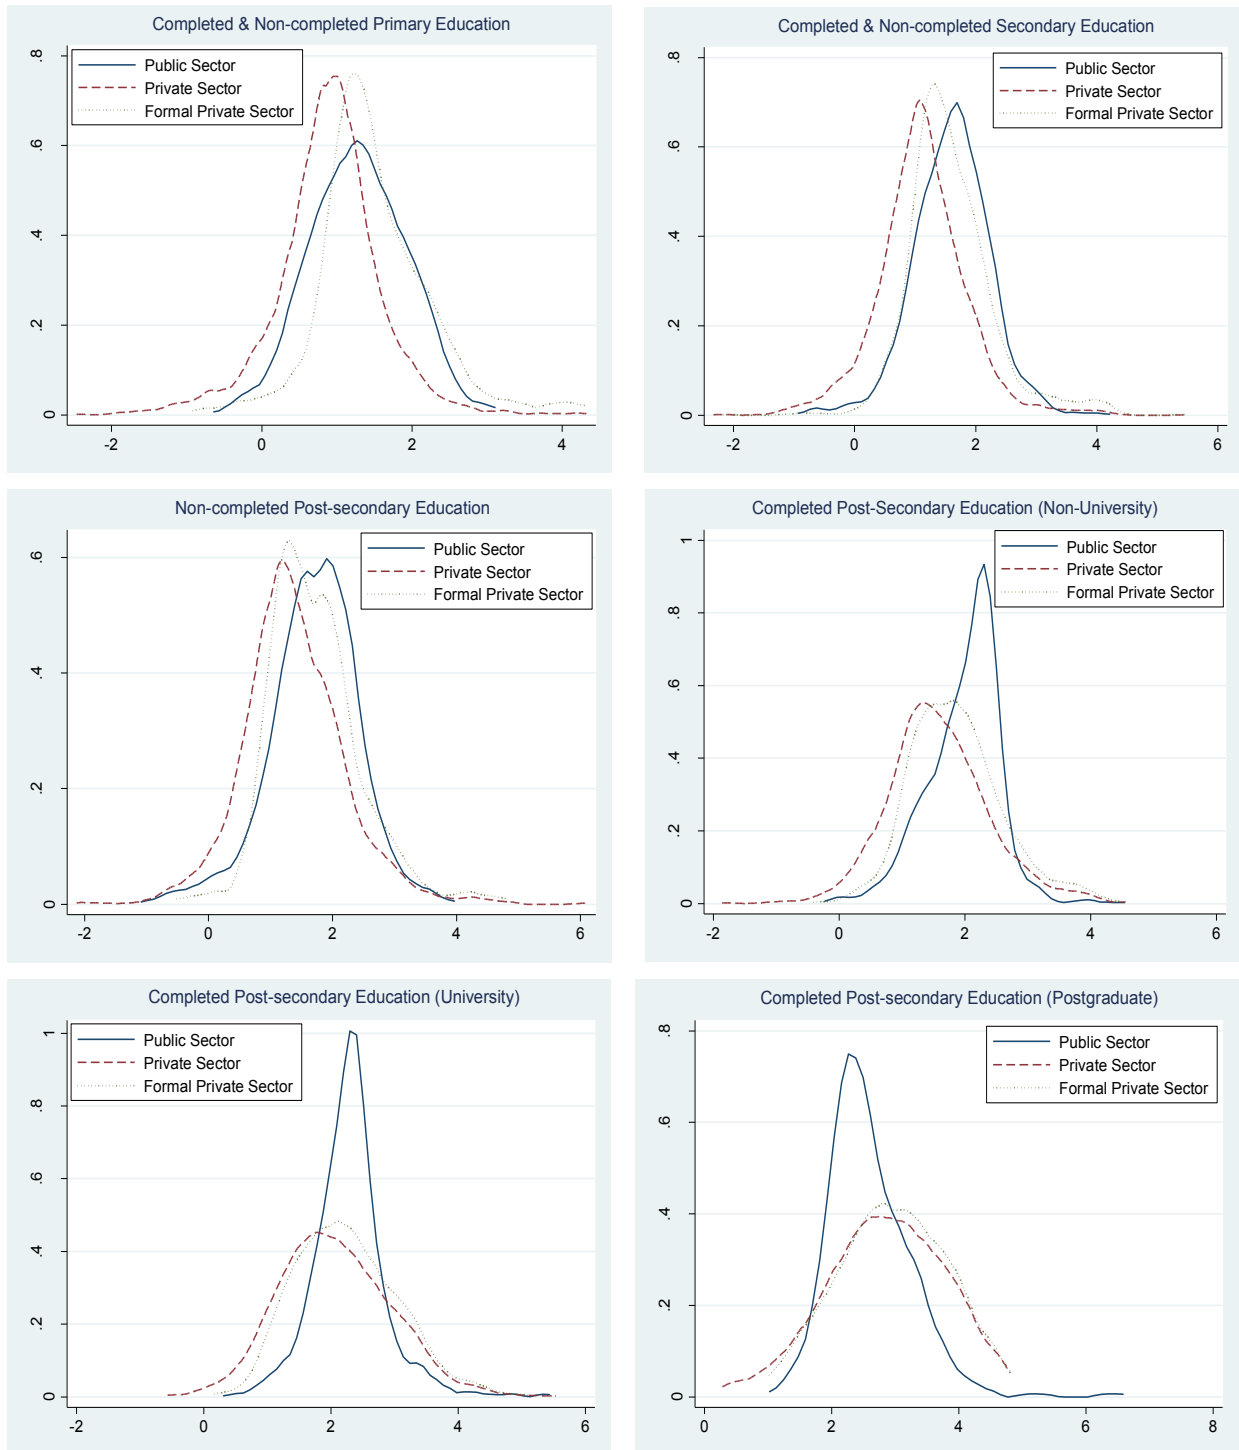 Completed & Non-completed Primary Education
Public Sector
Private Sector
Formal Private Sector
.8
.6
.4
.2
0
-2 0 2 4
Completed & Non-completed Secondary Education
Public Sector
Private Sector
Formal Private Sector
.8
.6
.4
.2
0
-2 0 2 4 6
Non-completed Post-secondary Education
Public Sector
Private Sector
Formal Private Sector
.6
.4
.2
0
-2 0 2 4 6
Completed Post-Secondary Education (Non-University)
Public Sector
Private Sector
Formal Private Sector
1
.8
.6
.4
.2
0
-2 0 2 4 6
Completed Post-secondary Education (University)
Public Sector
Private Sector
Formal Private Sector
1
.8
.6
.4
.2
0
-2 0 2 4 6
Completed Post-secondary Education (Postgraduate)
Public Sector
Private Sector
Formal Private Sector
.8
.6
.4
.2
0
0 2 4 6 8